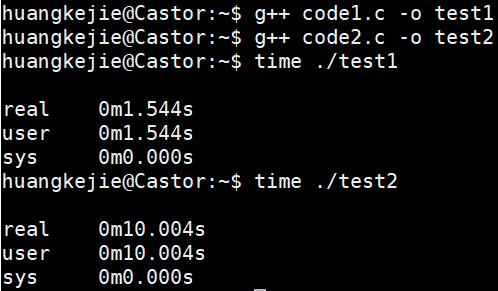 huangkejie@Castor:~$ g++ code1.c -o test1
huangkejie@Castor:~$ g++ code2.c -o test2
huangkejie@Castor:~$ time ./test1
real 0m1.544s
user 0m1.544s
sys 0m0.000s
huangkejie@Castor:~$ time ./test2
real 0m10.004s
user 0m10.004s
sys 0m0.000s